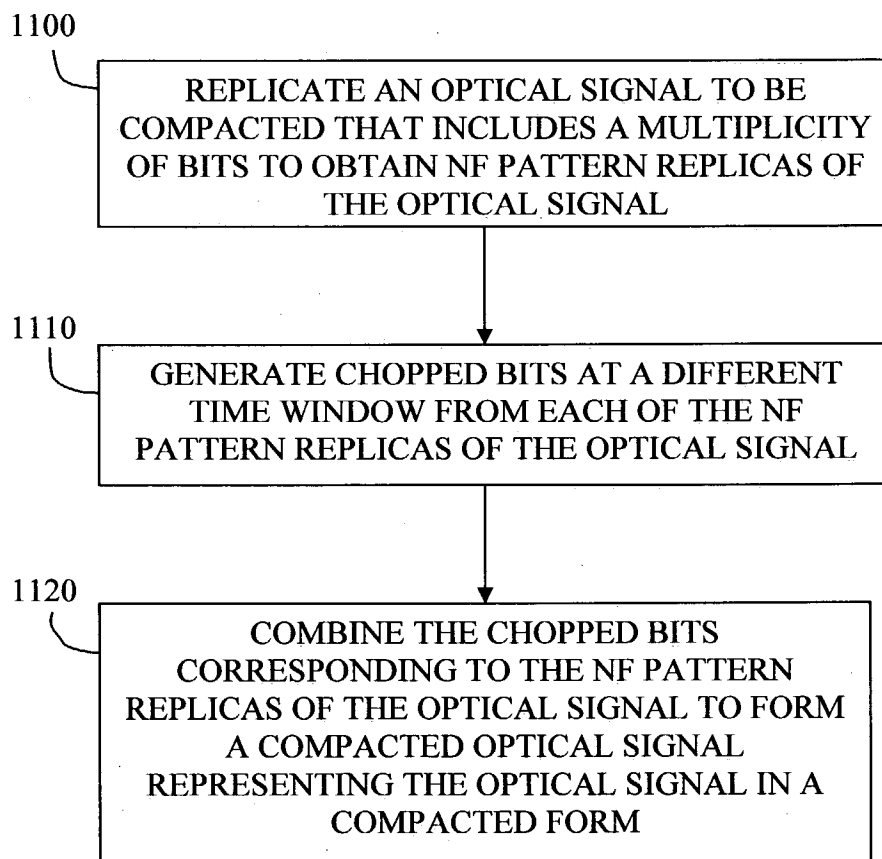 1100
REPLICATE AN OPTICAL SIGNAL TO BE
COMPACTED THAT INCLUDES A MULTIPLICITY
OF BITS TO OBTAIN NF PATTERN REPLICAS OF
THE OPTICAL SIGNAL
1110
GENERATE CHOPPED BITS AT A DIFFERENT
TIME WINDOW FROM EACH OF THE NF
PATTERN REPLICAS OF THE OPTICAL SIGNAL
1120
COMBINE THE CHOPPED BITS
CORRESPONDING TO THE NF PATTERN
REPLICAS OF THE OPTICAL SIGNAL TO FORM
A COMPACTED OPTICAL SIGNAL
REPRESENTING THE OPTICAL SIGNAL IN A
COMPACTED FORM